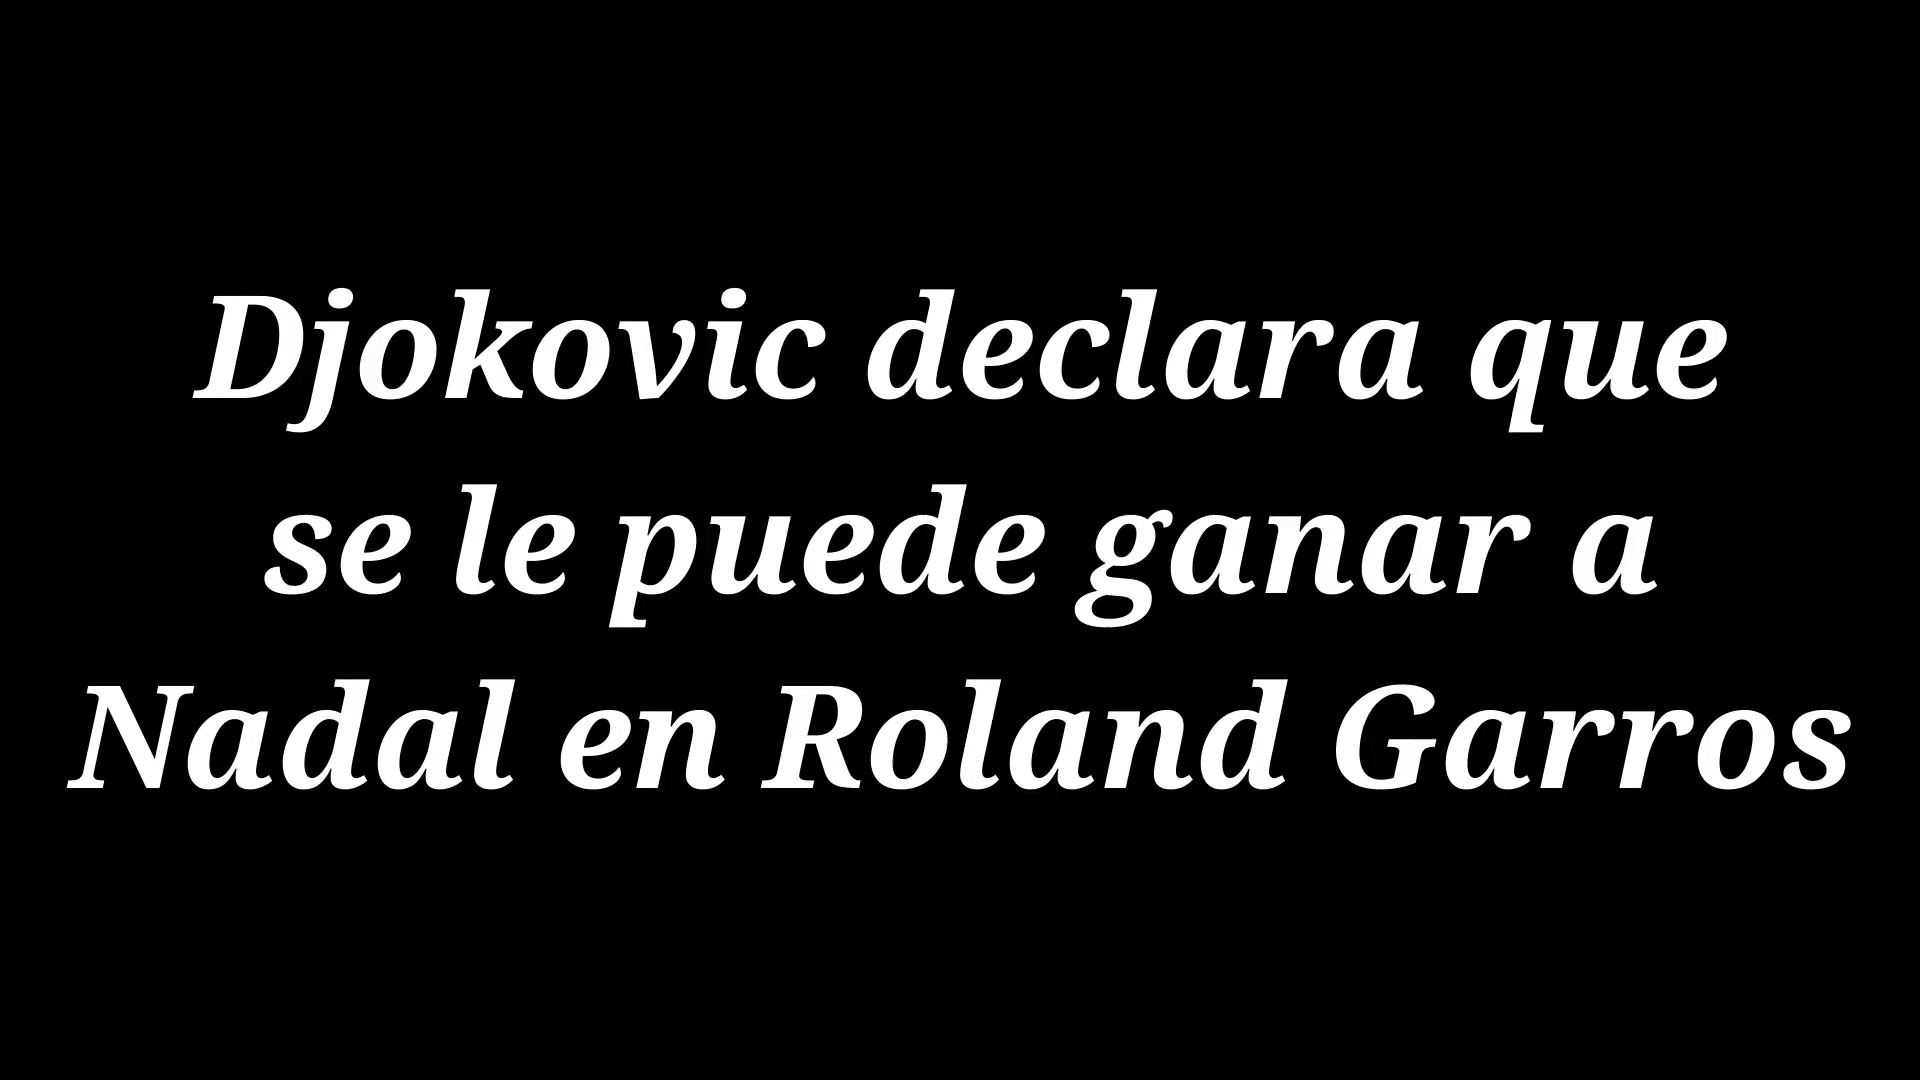 Djokovic declara que
se le puede ganar a
Nadal en Roland Garros